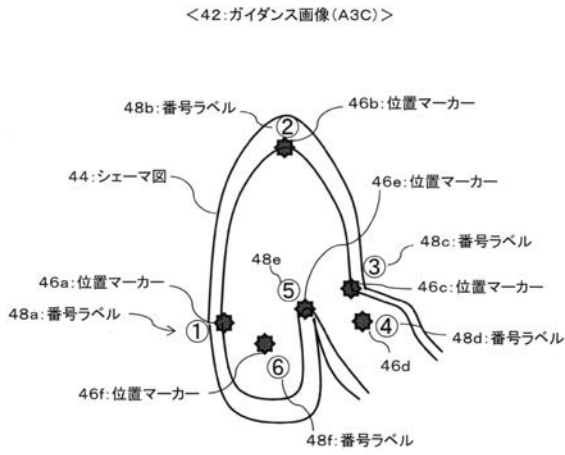 <42:ガイダンス画像(A3C)>
48b:番号ラベル
46b:位置マーカー
②
44:シェーマ図
46e:位置マーカー
48e
③
48c:番号ラベル
46a:位置マーカー
⑤
46c:位置マーカー
48a:番号ラベル
①
④
48d:番号ラベル
46d
⑥
46f:位置マーカー
48f:番号ラベル